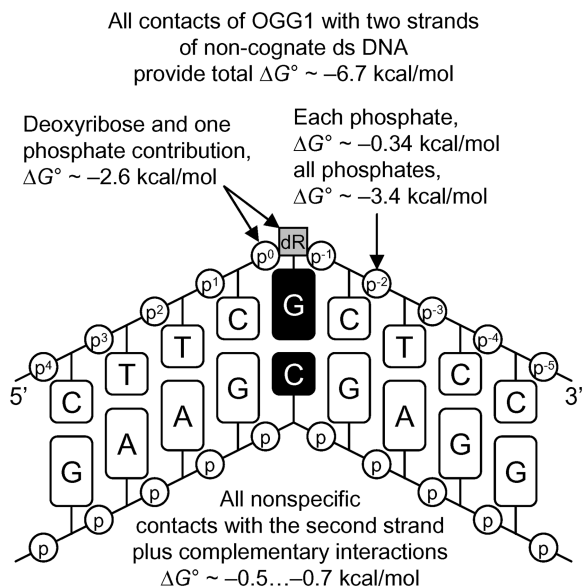 All contacts of OGG1 with two strands
of non-cognate ds DNA
provide total ΔG° ~ –6.7 kcal/mol
Deoxyribose and one
phosphate contribution,
ΔG° ~ –2.6 kcal/mol
Each phosphate,
ΔG° ~ –0.34 kcal/mol
all phosphates,
ΔG° ~ –3.4 kcal/mol
dR
p⁰ p⁻¹
p¹ p⁻²
p² p⁻³
p³ p⁻⁴
p⁴ p⁻⁵
5’ 3’
C T T C G C T C C
G A A G C G A G G
p p
p p
p p
p p
p p
All nonspecific
contacts with the second strand
plus complementary interactions
ΔG° ~ –0.5…–0.7 kcal/mol